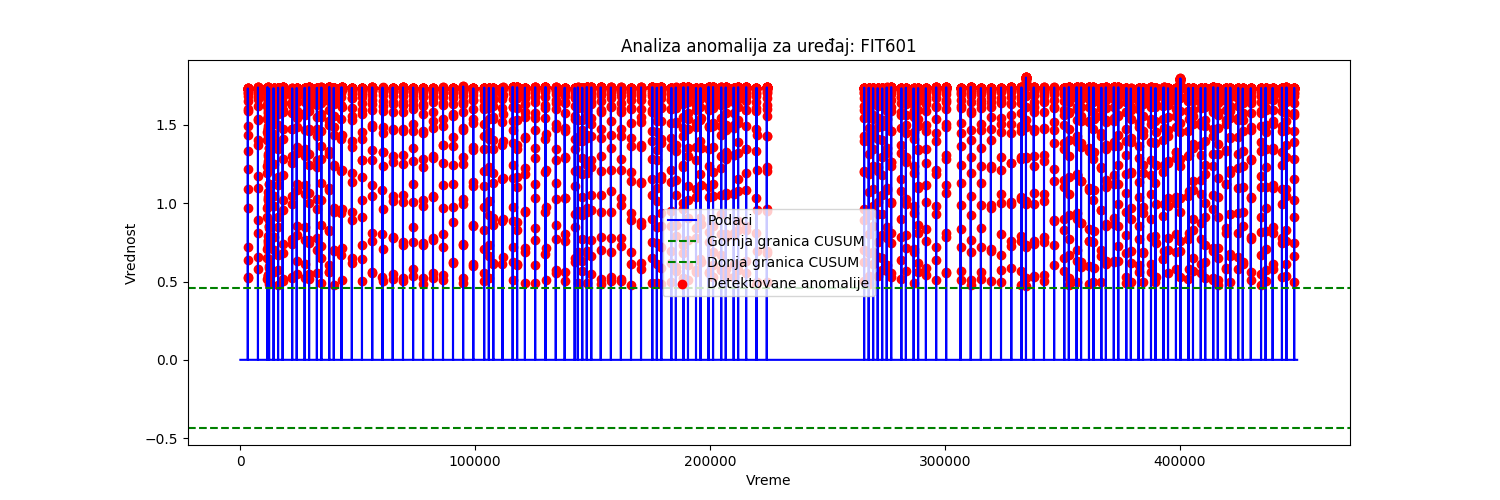 Analiza anomalija za uređaj: FIT601
Vrednost
1.5
1.0
0.5
0.0
−0.5
Podaci
Gornja granica CUSUM
Donja granica CUSUM
Detektovane anomalije
0
100000
200000
300000
400000
Vreme